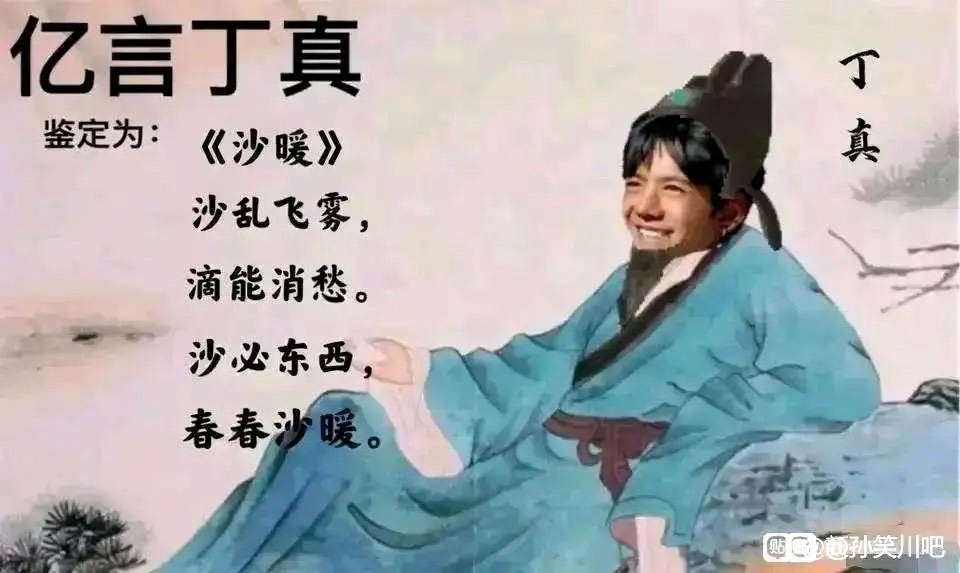 亿言丁真
鉴定为：
《沙暖》
沙乱飞雾，
滴能消愁。
沙必东西，
春春沙暖。
丁真
@孙笑川吧